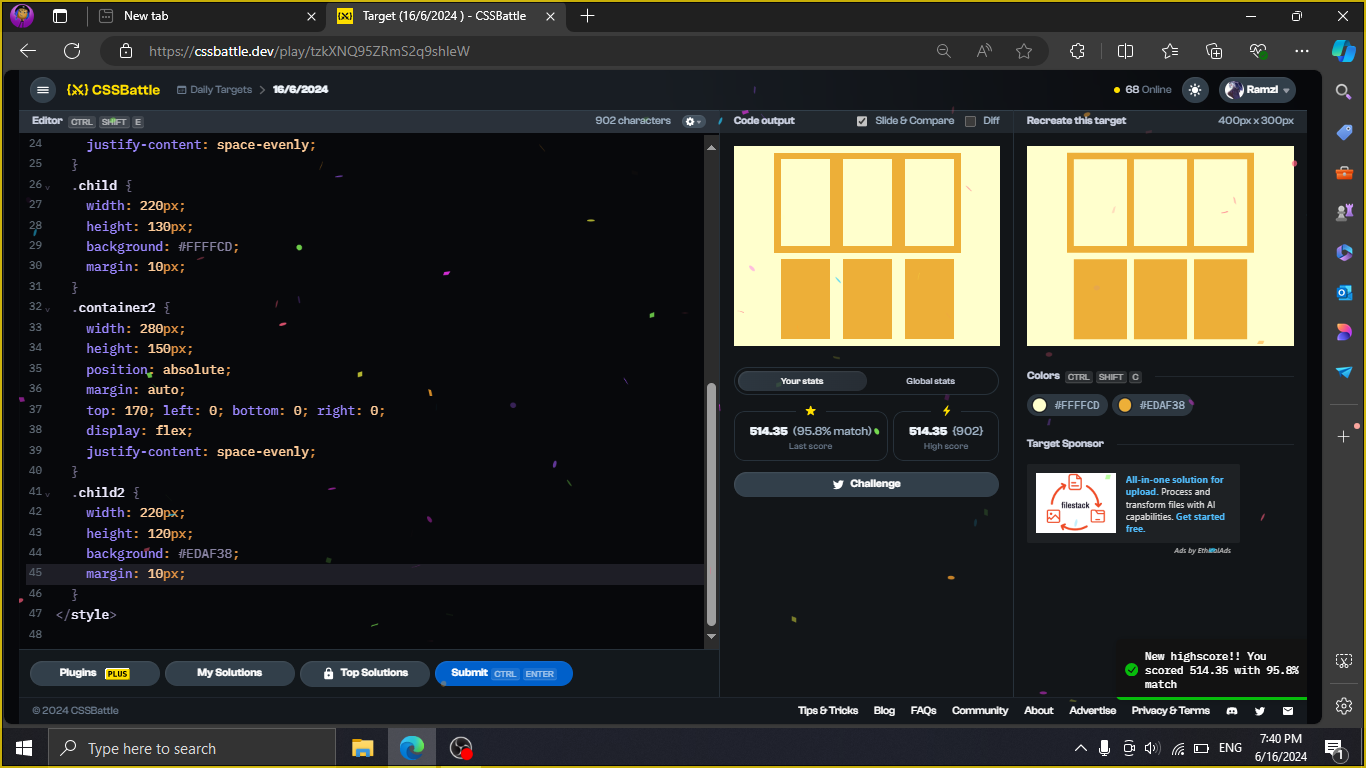 New tab
Target (16/6/2024 ) - CSSBattle
https://cssbattle.dev/play/tzkXNQ95ZRmS2q9shIeW
CSSBattle
Daily Targets > 16/6/2024
68 Online
Ramzi
Editor CTRL SHIFT E
902 characters
Code output
Slide & Compare
Diff
Recreate this target
400px x 300px
24 justify-content: space-evenly;
25 }
26 .child {
27 width: 220px;
28 height: 130px;
29 background: #FFFFCD;
30 margin: 10px;
31 }
32 .container2 {
33 width: 280px;
34 height: 150px;
35 position: absolute;
36 margin: auto;
37 top: 170; left: 0; bottom: 0; right: 0;
38 display: flex;
39 justify-content: space-evenly;
40 }
41 .child2 {
42 width: 220px;
43 height: 120px;
44 background: #EDAF38;
45 margin: 10px;
46 }
47 </style>
48
Your stats
Global stats
514.35 (95.8% match)
Last score
514.35 {902}
High score
Challenge
Colors CTRL SHIFT C
#FFFFCD
#EDAF38
Target Sponsor
filestack
All-in-one solution for
upload. Process and
transform files with AI
capabilities. Get started
free.
Ads by EthicalAds
New highscore!! You
scored 514.35 with 95.8%
match
Plugins PLUS
My Solutions
Top Solutions
Submit CTRL ENTER
© 2024 CSSBattle
Tips & Tricks
Blog
FAQs
Community
About
Advertise
Privacy & Terms
Type here to search
ENG
7:40 PM
6/16/2024
1